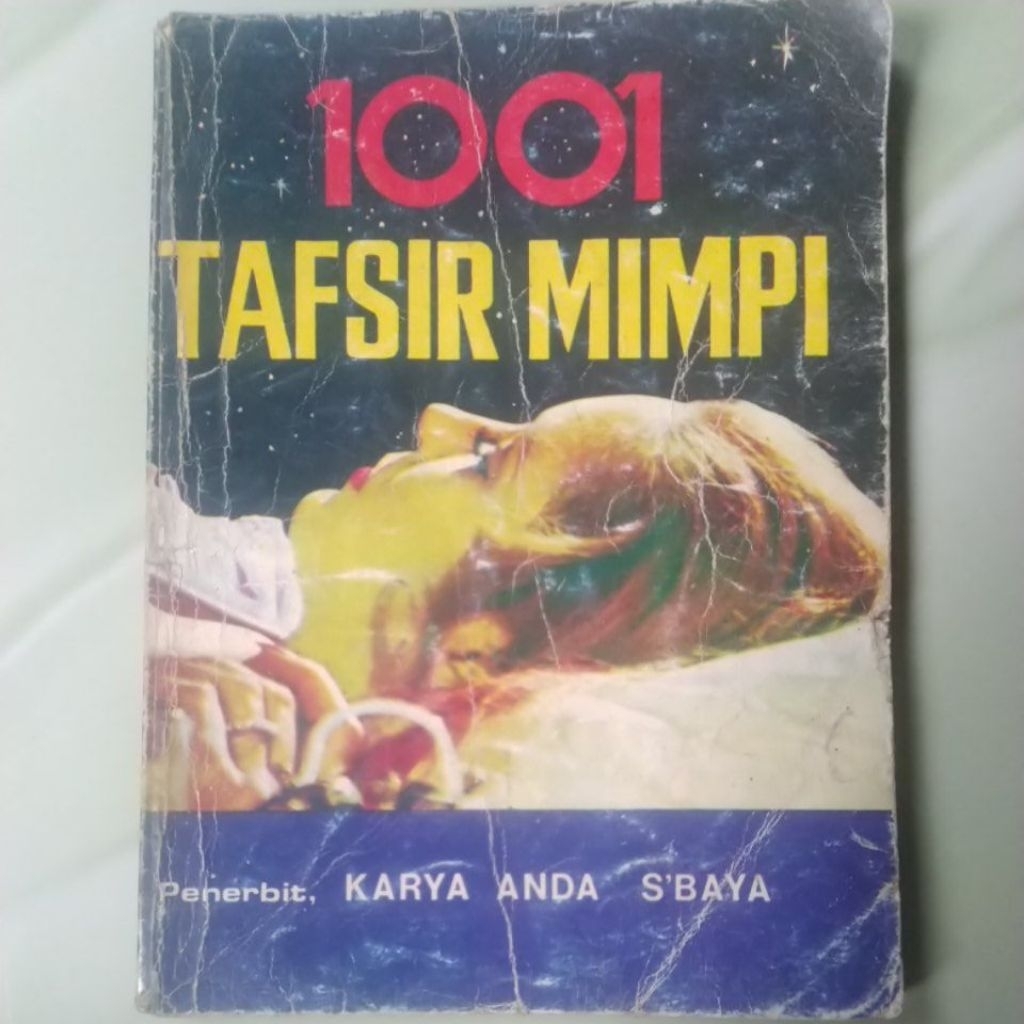 1001
TAFSIR MIMPI
Penerbit, KARYA ANDA S'BAYA